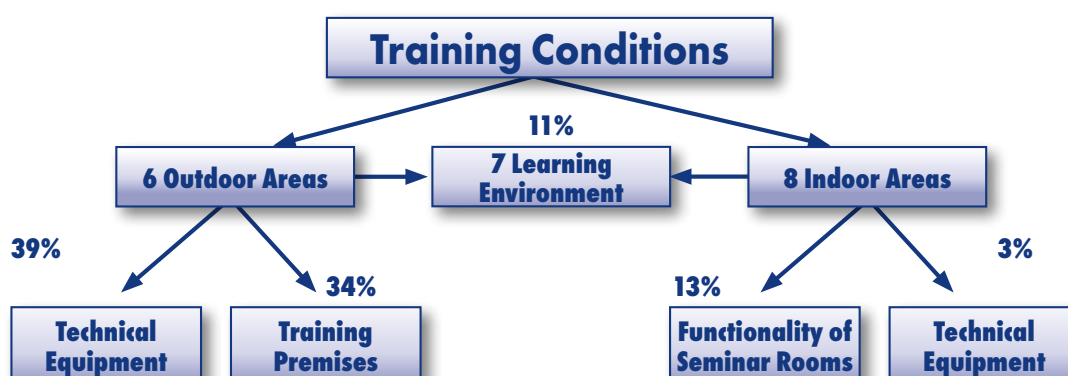 Training Conditions
11%
6 Outdoor Areas
7 Learning
Environment
8 Indoor Areas
39%
34%
13%
3%
Technical
Equipment
Training
Premises
Functionality of
Seminar Rooms
Technical
Equipment